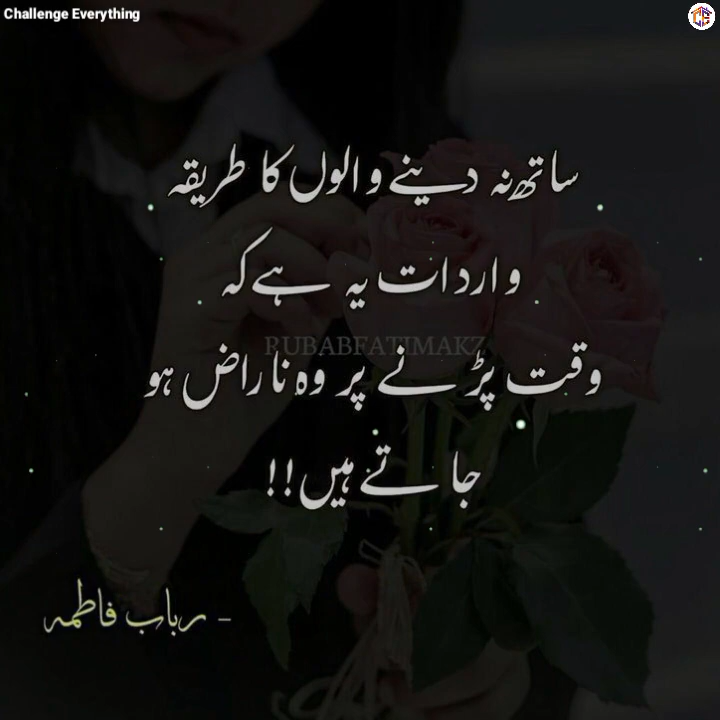 Challenge Everything
ساتھ نہ دینے والوں کا طریقہ
واردات یہ ہے کہ
RUBABFATIMAKZ
وقت پڑنے پر وہ ناراض ہو
جاتے ہیں!!
- رباب فاطمہ